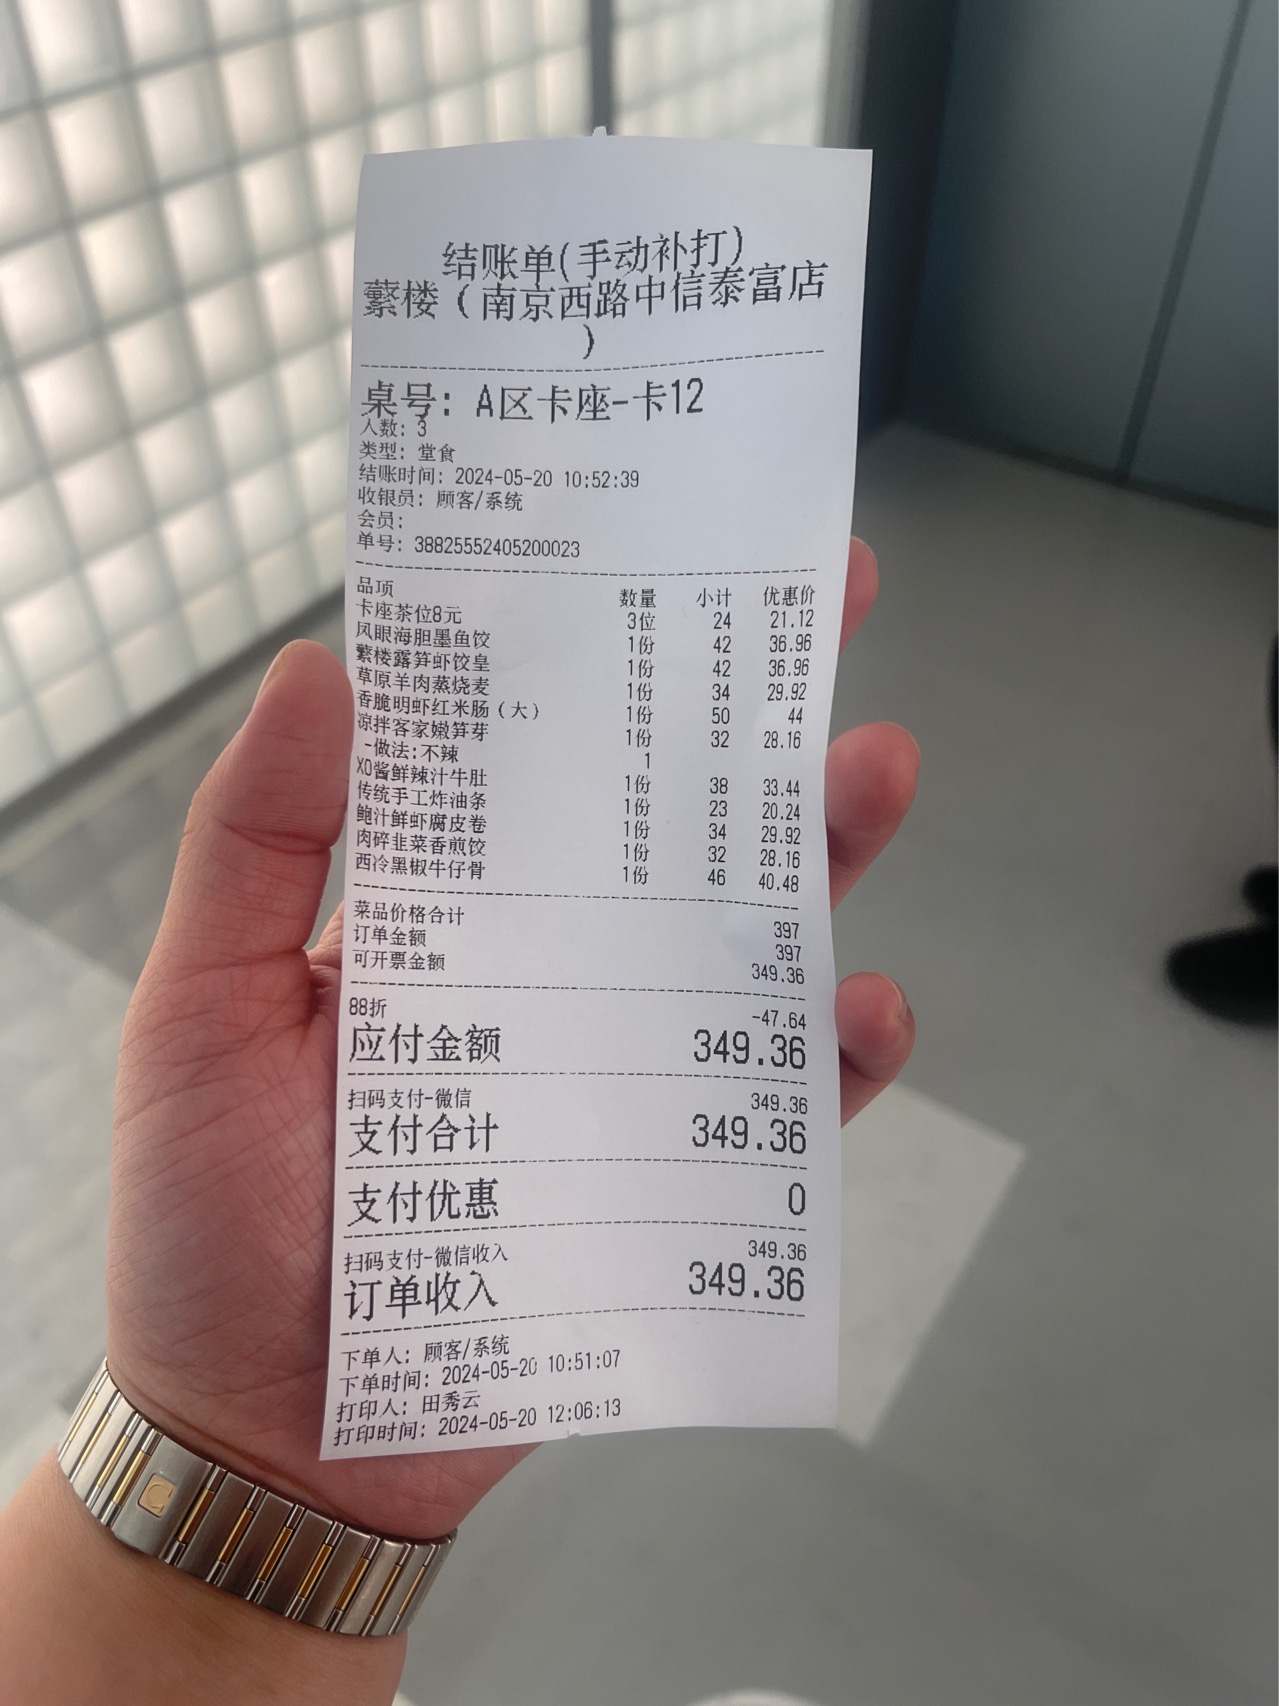 结账单(手动补打)
蘩楼（南京西路中信泰富店
）
桌号: A区卡座-卡12
人数: 3
类型: 堂食
结账时间: 2024-05-20 10:52:39
收银员: 顾客/系统
会员:
单号: 38825552405200023
品项 数量 小计 优惠价
卡座茶位8元 3位 24 21.12
凤眼海胆墨鱼饺 1份 42 36.96
蘩楼露笋虾饺皇 1份 42 36.96
草原羊肉蒸烧麦 1份 34 29.92
香脆明虾红米肠（大） 1份 50 44
凉拌客家嫩笋芽 1份 32 28.16
-做法:不辣 1
XO酱鲜辣汁牛肚 1份 38 33.44
传统手工炸油条 1份 23 20.24
鲍汁鲜虾腐皮卷 1份 34 29.92
肉碎韭菜香煎饺 1份 32 28.16
西冷黑椒牛仔骨 1份 46 40.48
菜品价格合计 397
订单金额 397
可开票金额 349.36
88折 -47.64
应付金额 349.36
扫码支付-微信 349.36
支付合计 349.36
支付优惠 0
扫码支付-微信收入 349.36
订单收入 349.36
下单人: 顾客/系统
下单时间: 2024-05-20 10:51:07
打印人: 田秀云
打印时间: 2024-05-20 12:06:13